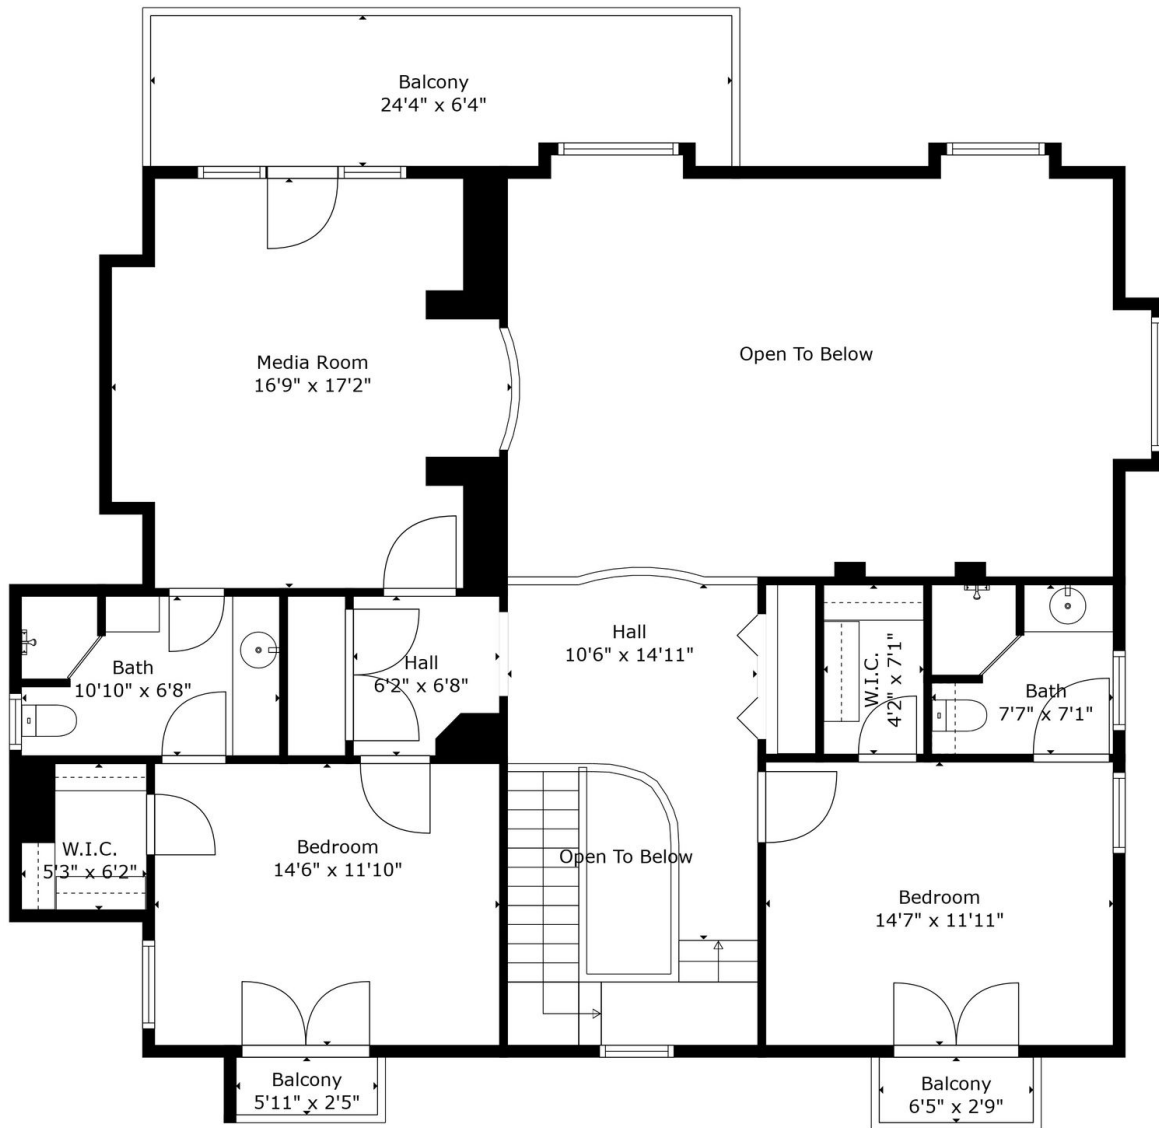 Balcony
24'4" x 6'4"
Media Room
16'9" x 17'2"
Open To Below
Bath
10'10" x 6'8"
Hall
6'2" x 6'8"
Hall
10'6" x 14'11"
W.I.C.
4'2" x 7'1"
Bath
7'7" x 7'1"
W.I.C.
5'3" x 6'2"
Bedroom
14'6" x 11'10"
Open To Below
Bedroom
14'7" x 11'11"
Balcony
5'11" x 2'5"
Balcony
6'5" x 2'9"